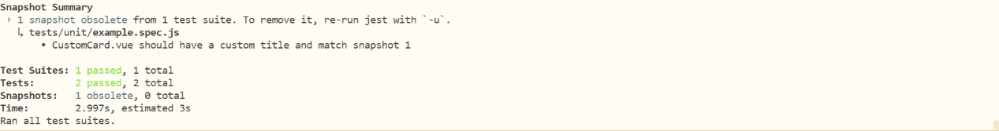 Snapshot Summary
› 1 snapshot obsolete from 1 test suite. To remove it, re-run jest with `-u`.
↳ tests/unit/example.spec.js
• CustomCard.vue should have a custom title and match snapshot 1
Test Suites: 1 passed, 1 total
Tests: 2 passed, 2 total
Snapshots: 1 obsolete, 0 total
Time: 2.997s, estimated 3s
Ran all test suites.